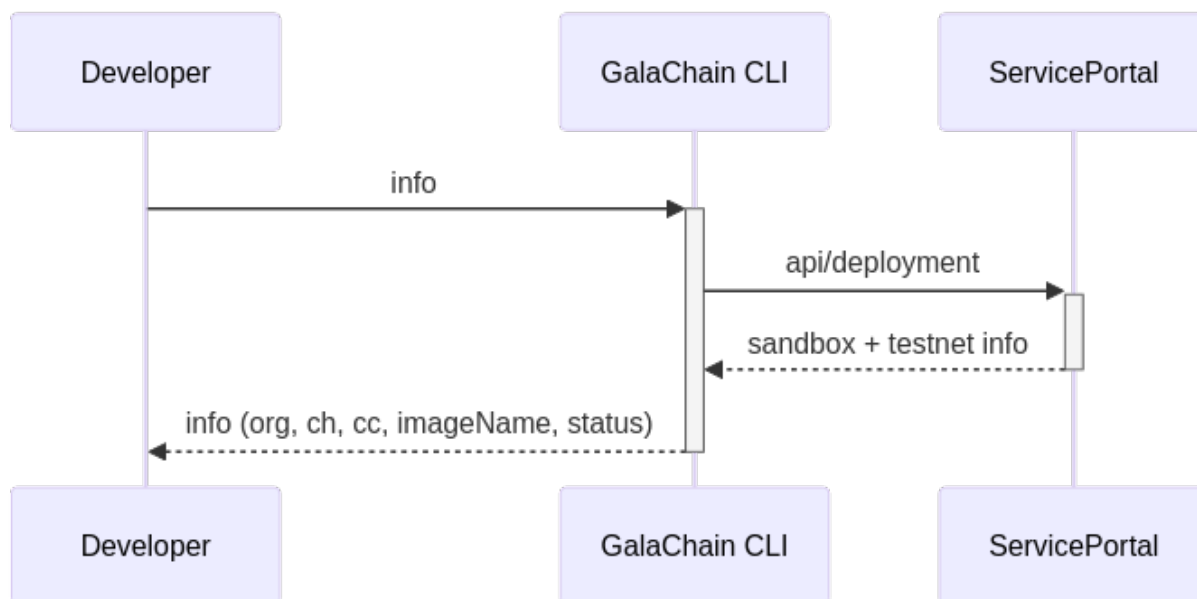 Developer
GalaChain CLI
ServicePortal
info
api/deployment
sandbox + testnet info
info (org, ch, cc, imageName, status)
Developer
GalaChain CLI
ServicePortal